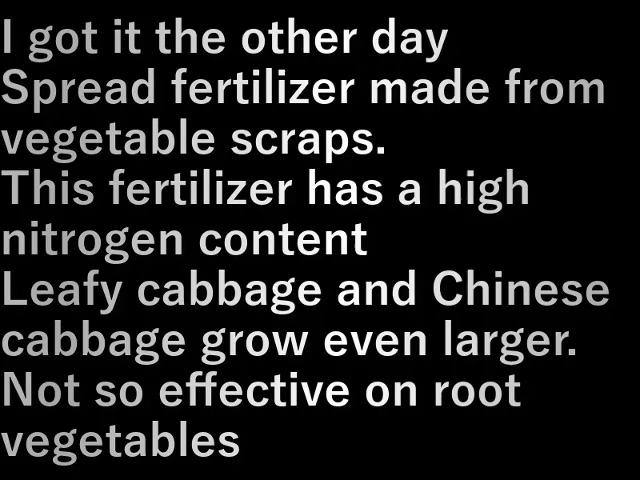 I got it the other day
Spread fertilizer made from
vegetable scraps.
This fertilizer has a high
nitrogen content
Leafy cabbage and Chinese
cabbage grow even larger.
Not so effective on root
vegetables